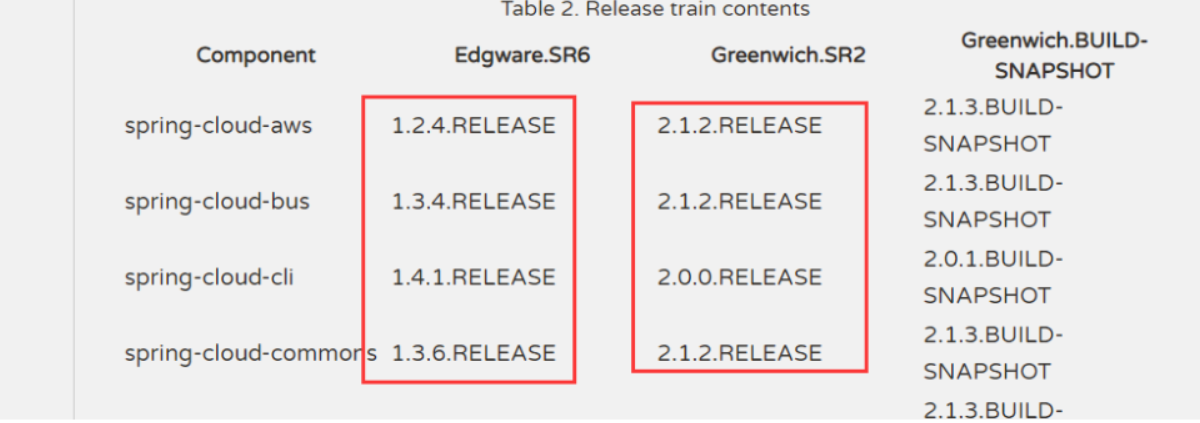 Table 2. Release train contents
Component Edgware.SR6 Greenwich.SR2 Greenwich.BUILD-
SNAPSHOT
spring-cloud-aws 1.2.4.RELEASE 2.1.2.RELEASE 2.1.3.BUILD-
SNAPSHOT
spring-cloud-bus 1.3.4.RELEASE 2.1.2.RELEASE 2.1.3.BUILD-
SNAPSHOT
spring-cloud-cli 1.4.1.RELEASE 2.0.0.RELEASE 2.0.1.BUILD-
SNAPSHOT
spring-cloud-commons 1.3.6.RELEASE 2.1.2.RELEASE 2.1.3.BUILD-
SNAPSHOT
2.1.3.BUILD-